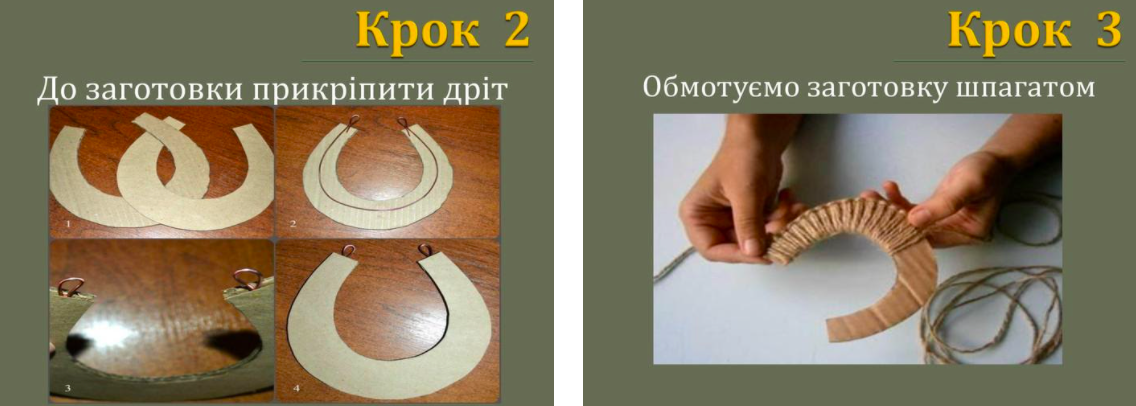 Крок 2
До заготовки прикріпити дріт
1
2
3
4
Крок 3
Обмотуємо заготовку шпагатом